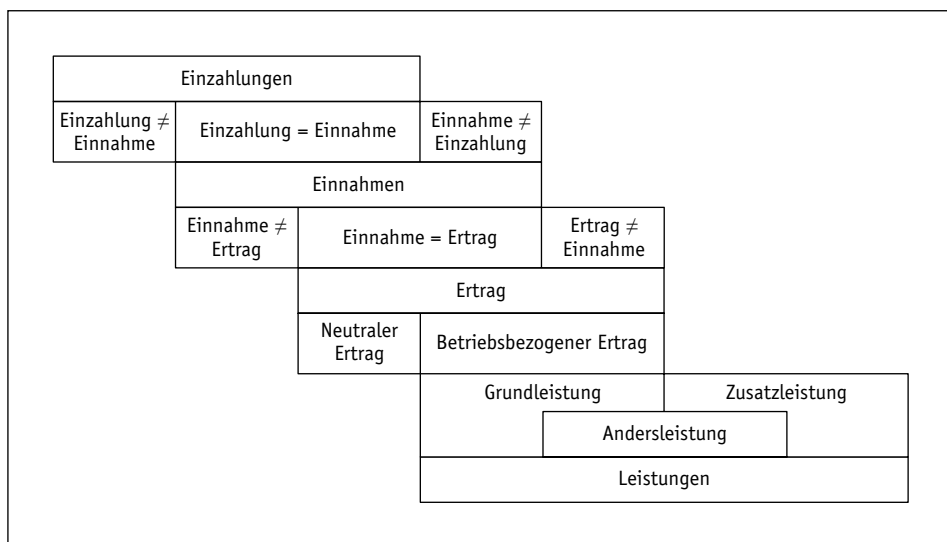 Einzahlungen
Einzahlung ≠
Einnahme
Einzahlung = Einnahme
Einnahme ≠
Einzahlung
Einnahmen
Einnahme ≠
Ertrag
Einnahme = Ertrag
Ertrag ≠
Einnahme
Ertrag
Neutraler
Ertrag
Betriebsbezogener Ertrag
Grundleistung
Zusatzleistung
Andersleistung
Leistungen